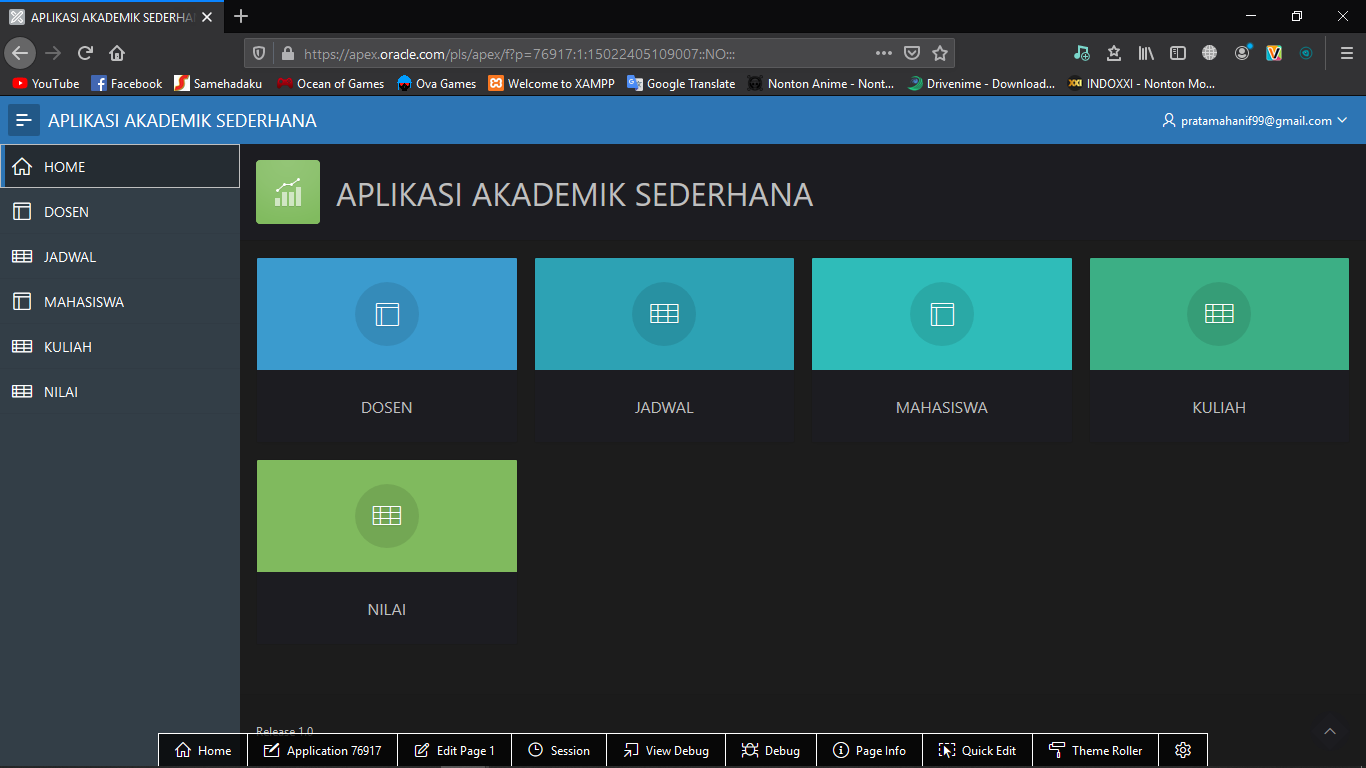 APLIKASI AKADEMIK SEDERHA
https://apex.oracle.com/pls/apex/f?p=76917:1:15022405109007::NO:::
YouTube Facebook Samehadaku Ocean of Games Ova Games Welcome to XAMPP Google Translate Nonton Anime - Nont... Drivenime - Download... INDOXXI - Nonton Mo...
APLIKASI AKADEMIK SEDERHANA pratamahanif99@gmail.com
HOME
DOSEN
JADWAL
MAHASISWA
KULIAH
NILAI
APLIKASI AKADEMIK SEDERHANA
DOSEN JADWAL MAHASISWA KULIAH
NILAI
Release 1.0
Home Application 76917 Edit Page 1 Session View Debug Debug Page Info Quick Edit Theme Roller